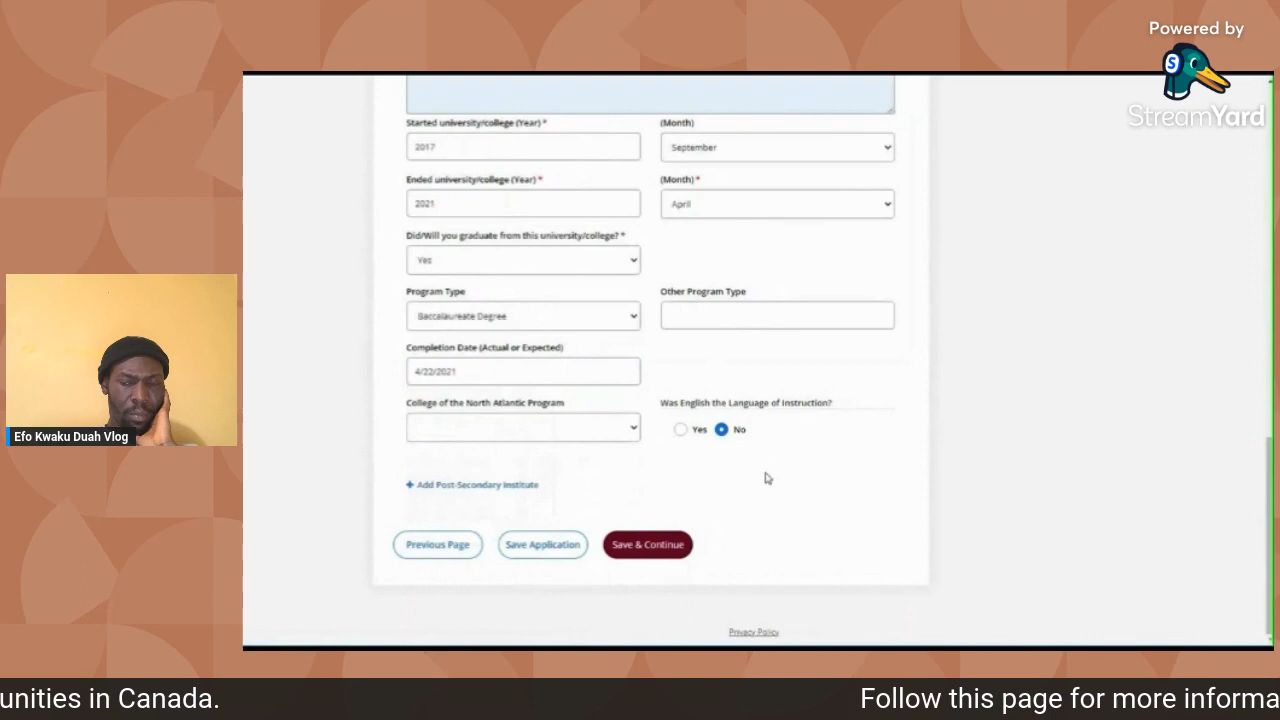 Powered by
S
StreamYard
Started university/college (Year) *
(Month)
2017
September
Ended university/college (Year) *
(Month) *
2021
April
Did/Will you graduate from this university/college? *
Yes
Program Type
Other Program Type
Baccalaureate Degree
Completion Date (Actual or Expected)
4/22/2021
College of the North Atlantic Program
Was English the Language of Instruction?
Yes No
+ Add Post-Secondary Institute
Previous Page
Save Application
Save & Continue
Privacy Policy
Efo Kwaku Duah Vlog
unities in Canada.
Follow this page for more informa